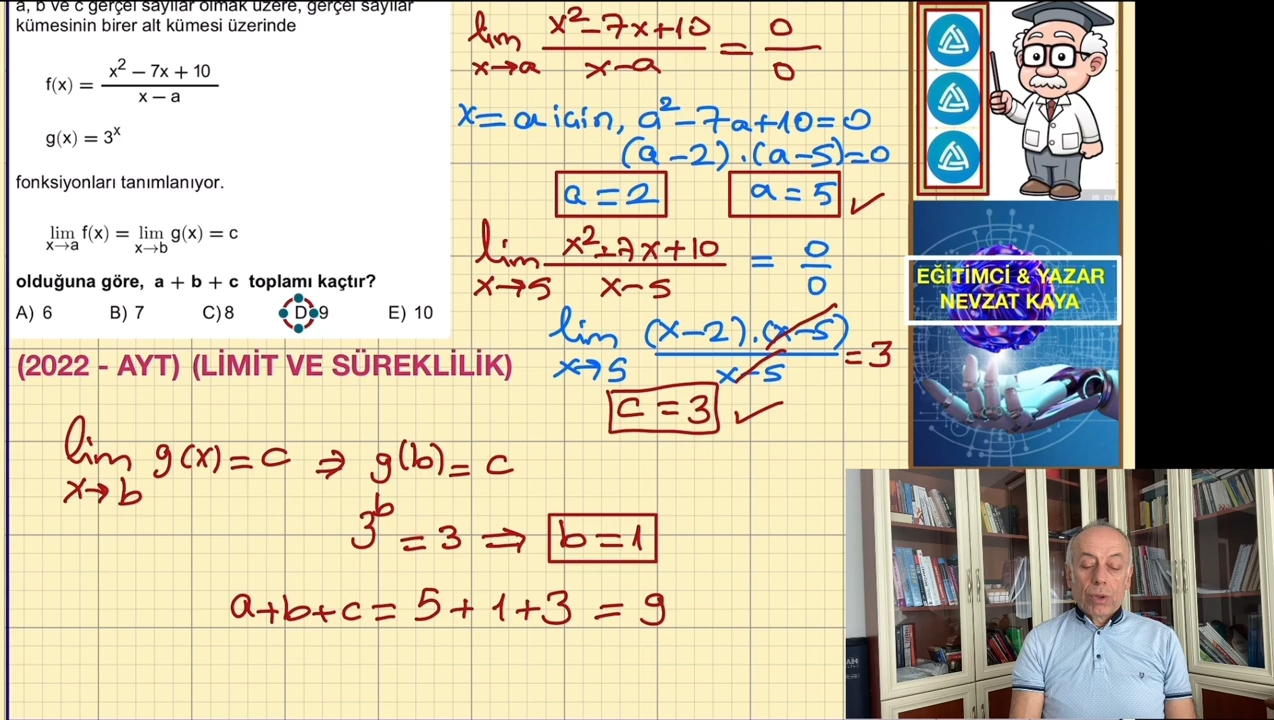 a, b ve c gerçel sayılar olmak üzere, gerçel sayılar
kümesinin birer alt kümesi üzerinde
f(x) = x² − 7x + 10 / x − a
g(x) = 3ˣ
fonksiyonları tanımlanıyor.
lim x→a f(x) = lim x→b g(x) = c
olduğuna göre, a + b + c toplamı kaçtır?
A) 6 B) 7 C) 8 D) 9 E) 10
(2022 - AYT) (LİMİT VE SÜREKLİLİK)
lim x→a x²−7x+10 / x−a = 0/0
x=a için, a²−7a+10=0
(a−2).(a−5)=0
a=2 a=5 ✓
lim x→5 x²−7x+10 / x−5 = 0/0
lim x→5 (x−2).(x−5) / x−5 = 3
c=3 ✓
lim x→b g(x)=c ⇒ g(b)=c
3ᵇ = 3 ⇒ b=1
a+b+c = 5+1+3 = 9
EĞİTİMCİ & YAZAR
NEVZAT KAYA